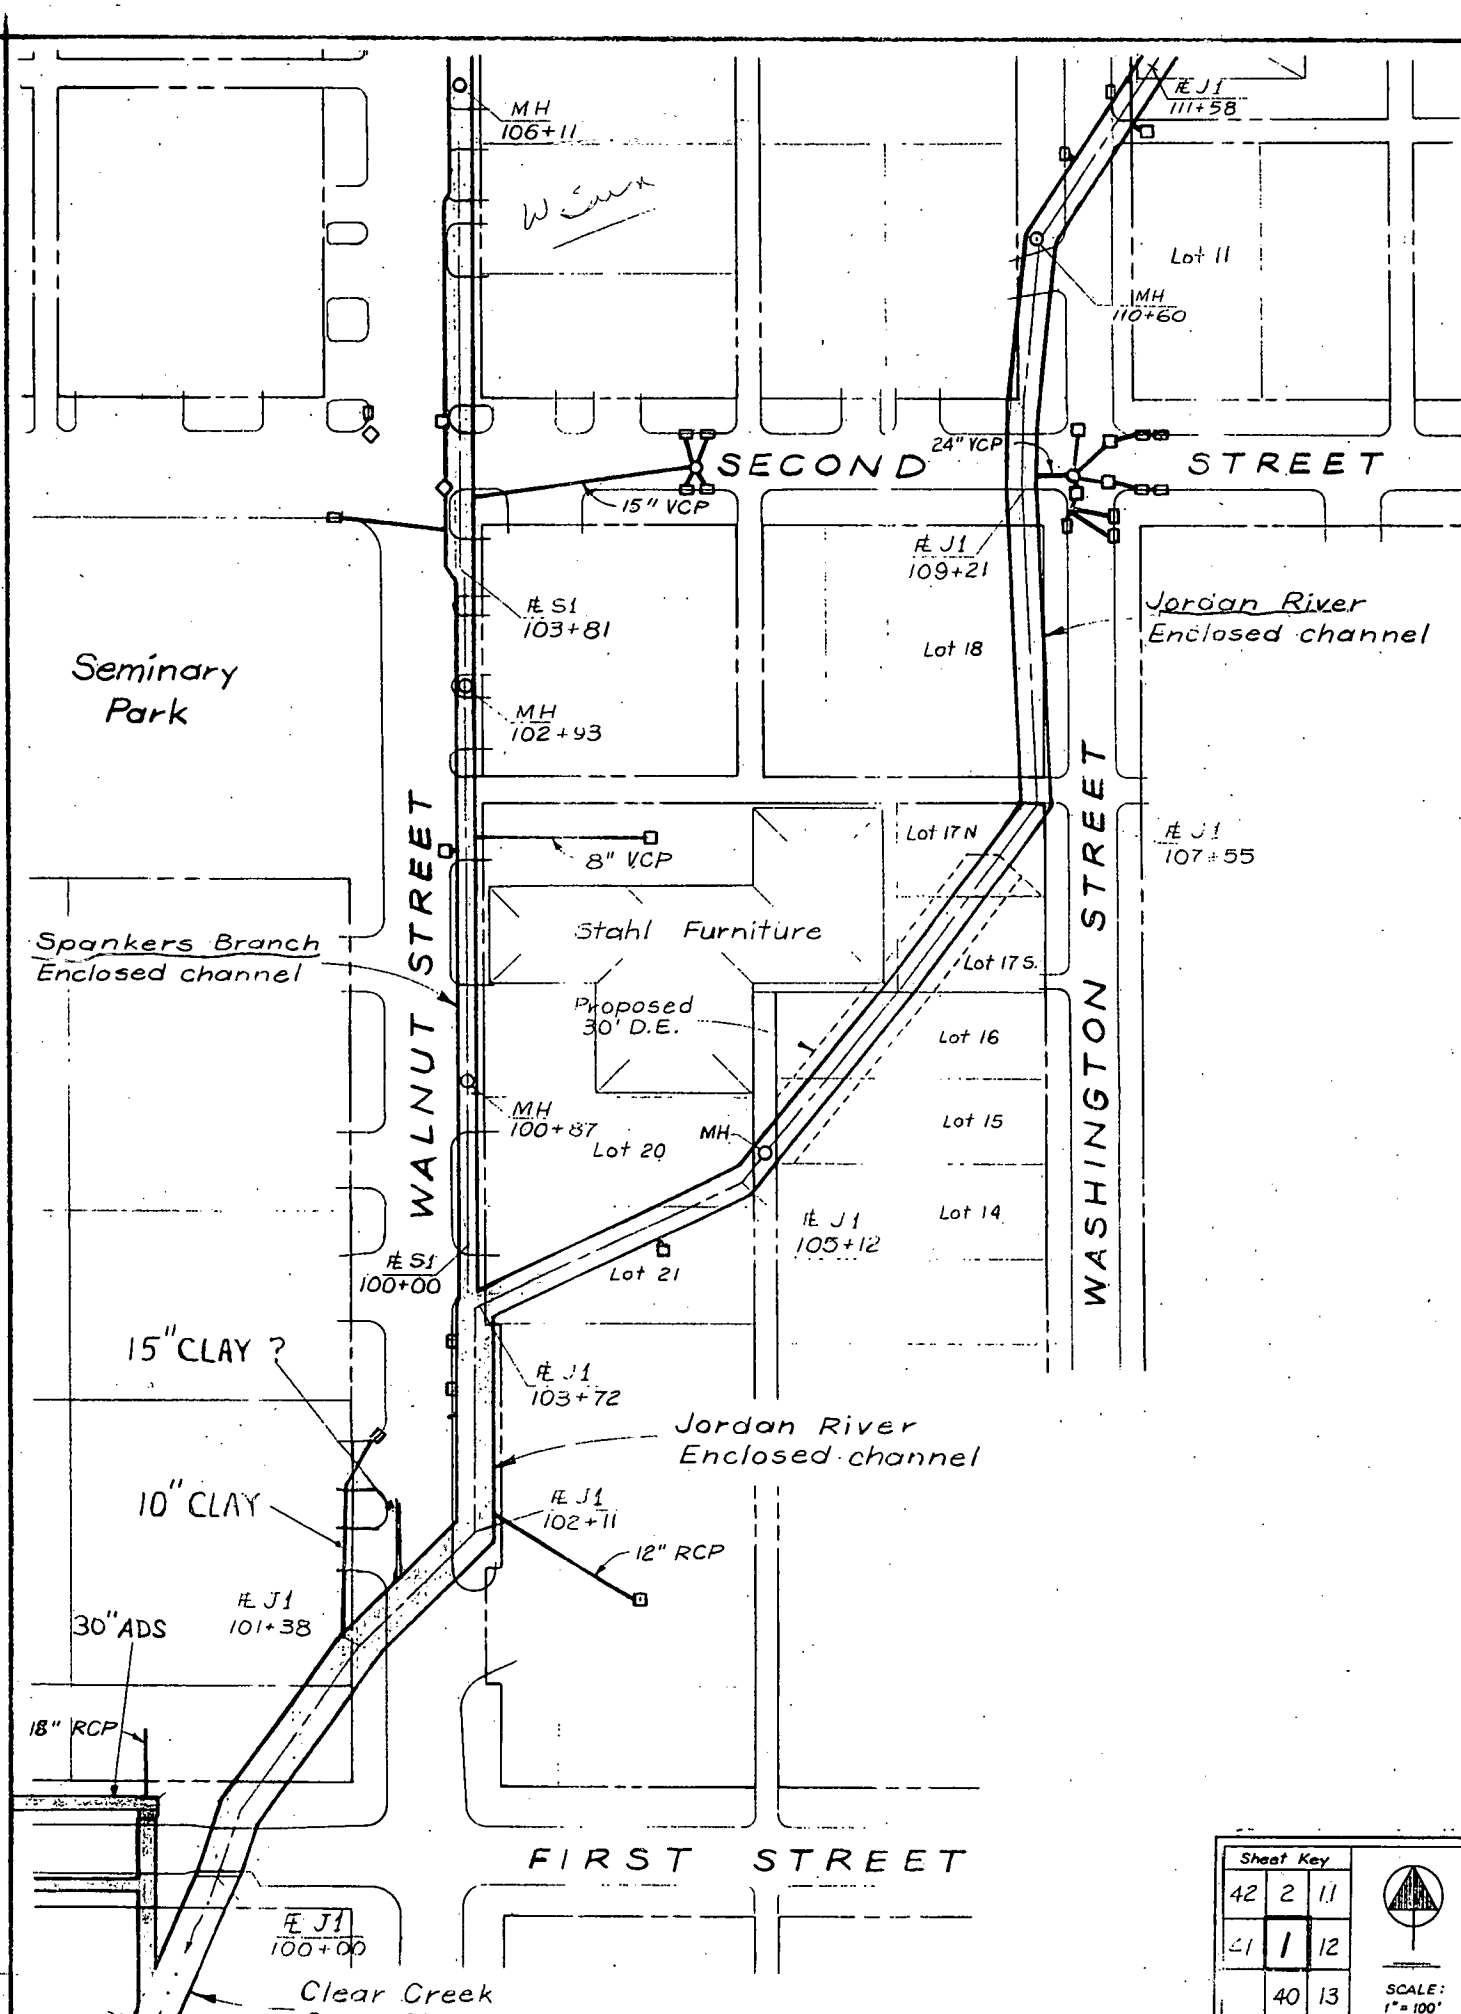 MH
106+11
℄ J1
111+58
Lot 11
MH
110+60
SECOND STREET
24" VCP
15" VCP
℄ J1
109+21
℄ S1
103+81
Jordan River
Enclosed channel
Lot 18
Seminary
Park
MH
102+93
WALNUT STREET
WASHINGTON STREET
Lot 17N
℄ J1
107+55
8" VCP
Stahl Furniture
Spankers Branch
Enclosed channel
Lot 17S.
Proposed
30' D.E.
Lot 16
MH
100+87
Lot 15
MH
Lot 20
Lot 14
℄ J1
105+12
℄ S1
100+00
Lot 21
15" CLAY ?
℄ J1
103+72
Jordan River
Enclosed channel
10" CLAY
℄ J1
102+11
12" RCP
℄ J1
101+38
30" ADS
18" RCP
FIRST STREET
℄ J1
100+00
Clear Creek
Sheet Key
42 2 11
41 1 12
40 13
SCALE:
1"=100'